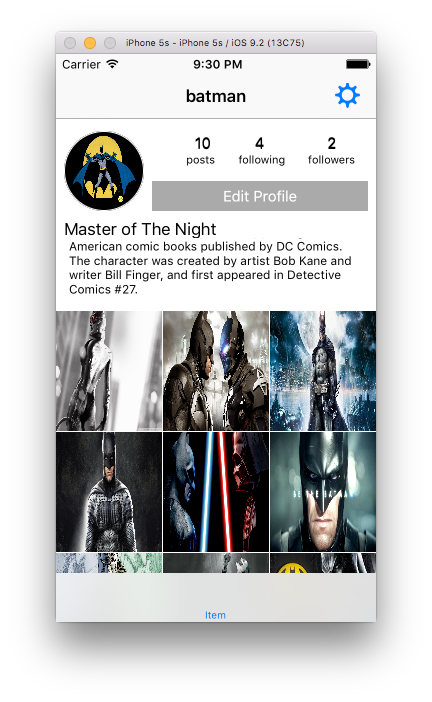 iPhone 5s - iPhone 5s / iOS 9.2 (13C75)
Carrier 9:30 PM
batman
10 4 2
posts following followers
Edit Profile
Master of The Night
American comic books published by DC Comics.
The character was created by artist Bob Kane and
writer Bill Finger, and first appeared in Detective
Comics #27.
BE THE BATMAN
Item